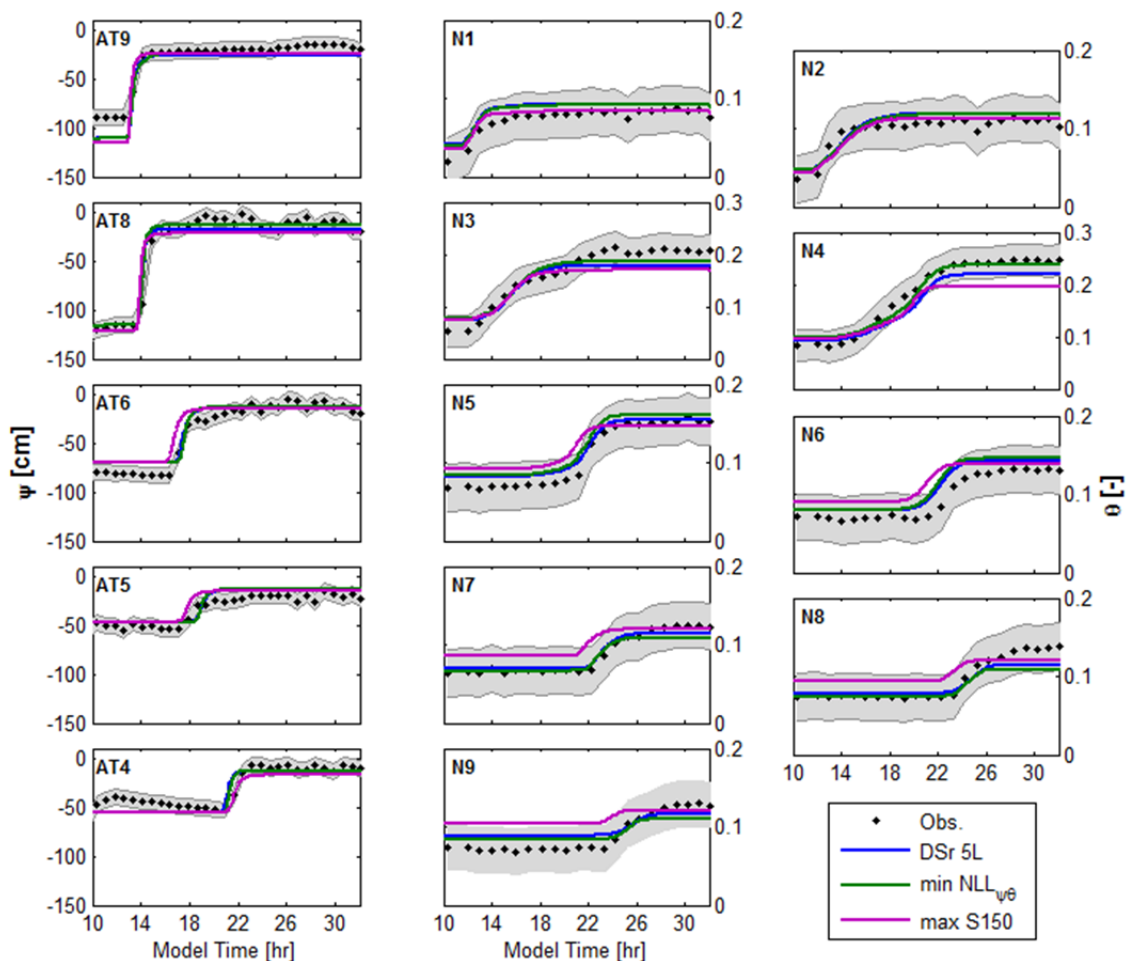 AT9
0
-50
-100
-150
AT8
0
-50
-100
-150
AT6
0
-50
-100
-150
AT5
0
-50
-100
-150
AT4
0
-50
-100
-150
ψ [cm]
10 14 18 22 26 30
Model Time [hr]
N1
0.2
0.1
0
N3
0.3
0.2
0.1
0
N5
0.2
0.1
0
N7
0.2
0.1
0
N9
0.2
0.1
0
10 14 18 22 26 30
Model Time [hr]
N2
0.2
0.1
0
N4
0.3
0.2
0.1
0
N6
0.2
0.1
0
N8
0.2
0.1
0
θ [-]
10 14 18 22 26 30
Obs.
DSr 5L
min NLLψθ
max S150